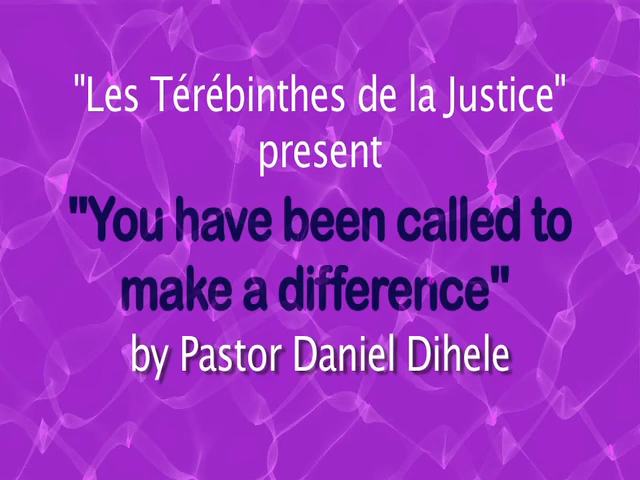 "Les Térébinthes de la Justice"
present
"You have been called to
make a difference"
by Pastor Daniel Dihele